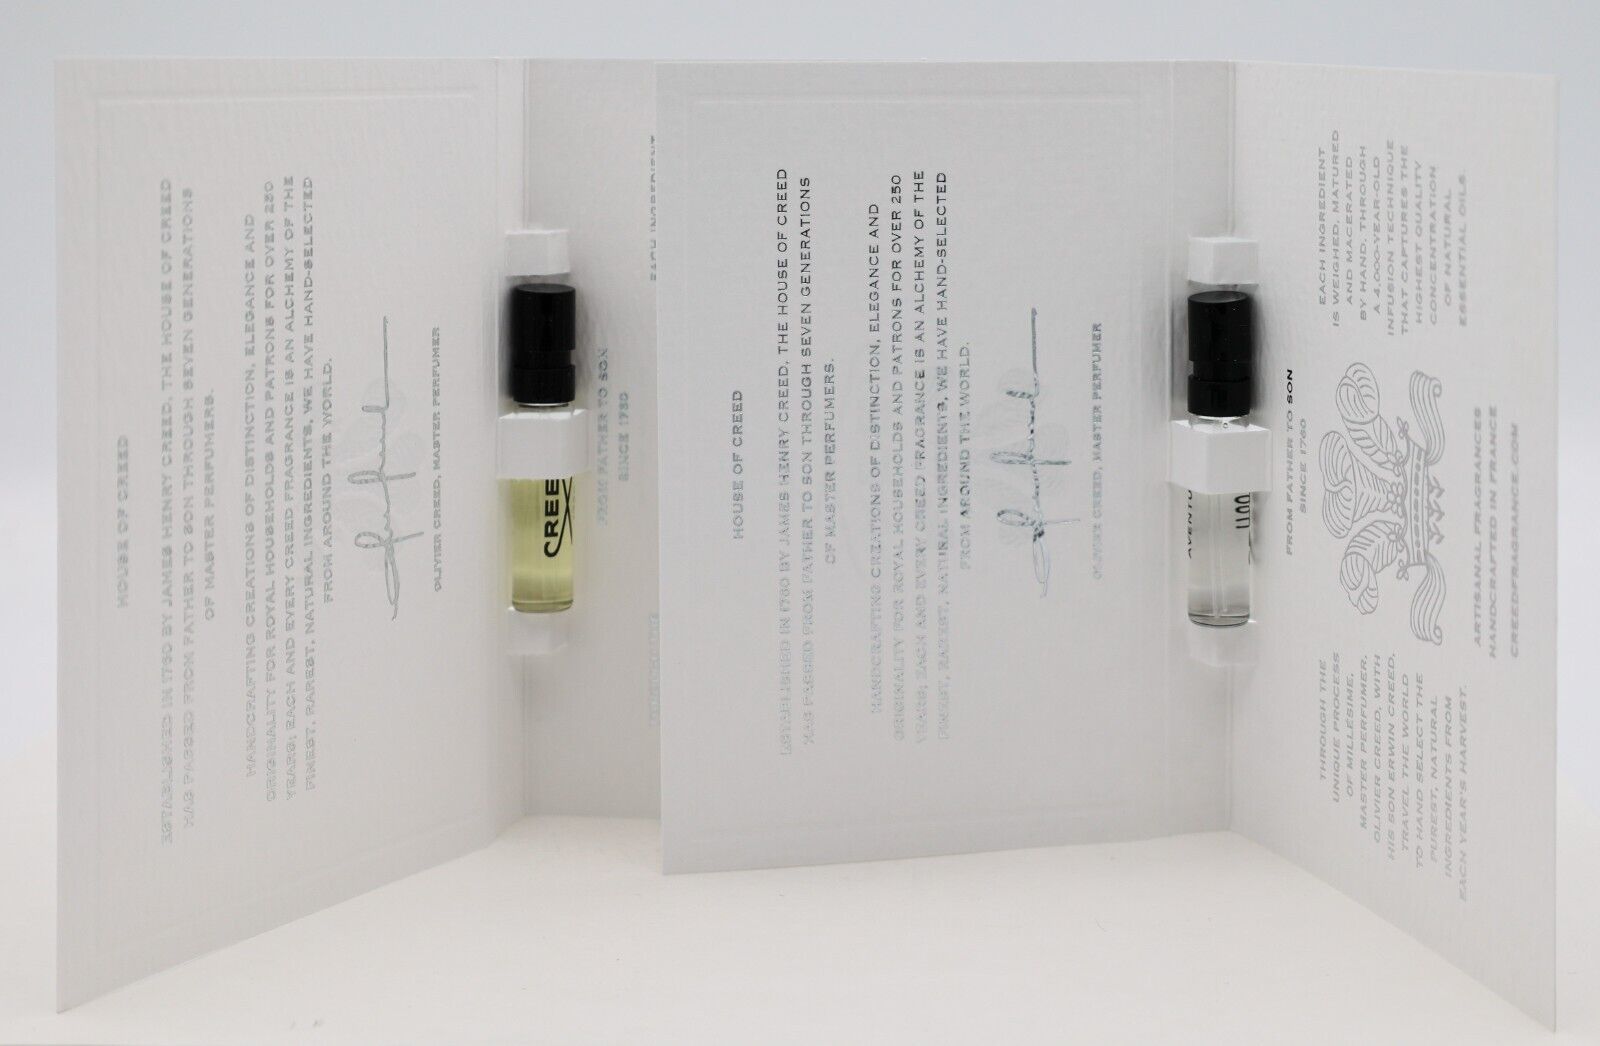 HOUSE OF CREED
ESTABLISHED IN 1760 BY JAMES HENRY CREED, THE HOUSE OF CREED
HAS PASSED FROM FATHER TO SON THROUGH SEVEN GENERATIONS
OF MASTER PERFUMERS.
HANDCRAFTING CREATIONS OF DISTINCTION, ELEGANCE AND
ORIGINALITY FOR ROYAL HOUSEHOLDS AND PATRONS FOR OVER 250
YEARS; EACH AND EVERY CREED FRAGRANCE IS AN ALCHEMY OF THE
FINEST, RAREST, NATURAL INGREDIENTS, WE HAVE HAND-SELECTED
FROM AROUND THE WORLD.
OLIVIER CREED, MASTER PERFUMER
CREE
FROM FATHER TO SON
SINCE 1760
EACH INGREDIENT
HOUSE OF CREED
ESTABLISHED IN 1760 BY JAMES HENRY CREED, THE HOUSE OF CREED
HAS PASSED FROM FATHER TO SON THROUGH SEVEN GENERATIONS
OF MASTER PERFUMERS.
HANDCRAFTING CREATIONS OF DISTINCTION, ELEGANCE AND
ORIGINALITY FOR ROYAL HOUSEHOLDS AND PATRONS FOR OVER 250
YEARS; EACH AND EVERY CREED FRAGRANCE IS AN ALCHEMY OF THE
FINEST, RAREST, NATURAL INGREDIENTS, WE HAVE HAND-SELECTED
FROM AROUND THE WORLD.
OLIVIER CREED, MASTER PERFUMER
AVENTU
FROM FATHER TO SON
SINCE 1760
THROUGH THE
UNIQUE PROCESS
OF MILLÉSIME,
MASTER PERFUMER,
OLIVIER CREED, WITH
HIS SON ERWIN CREED,
TRAVEL THE WORLD
TO HAND SELECT THE
PUREST, NATURAL
INGREDIENTS FROM
EACH YEAR'S HARVEST.
EACH INGREDIENT
IS WEIGHED, MATURED
AND MACERATED
BY HAND, THROUGH
A 4,000-YEAR-OLD
INFUSION TECHNIQUE
THAT CAPTURES THE
HIGHEST QUALITY
CONCENTRATION
OF NATURAL
ESSENTIAL OILS.
ARTISANAL FRAGRANCES
HANDCRAFTED IN FRANCE
CREEDFRAGRANCE.COM